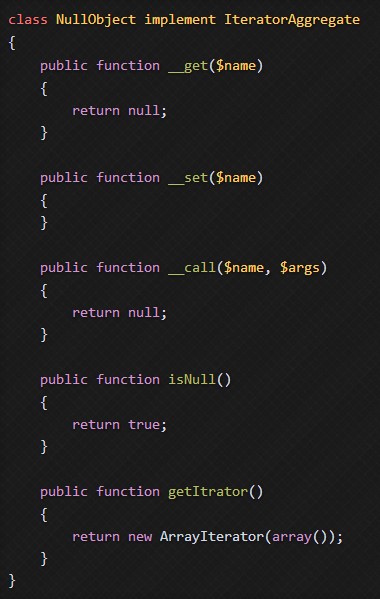 class NullObject implement IteratorAggregate
{
    public function __get($name)
    {
        return null;
    }

    public function __set($name)
    {
    }

    public function __call($name, $args)
    {
        return null;
    }

    public function isNull()
    {
        return true;
    }

    public function getItrator()
    {
        return new ArrayIterator(array());
    }
}